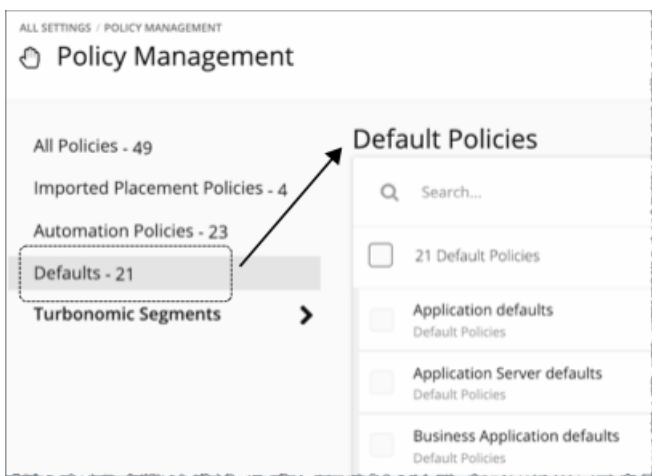 ALL SETTINGS / POLICY MANAGEMENT
Policy Management
All Policies - 49
Imported Placement Policies - 4
Automation Policies - 23
Defaults - 21
Turbonomic Segments
Default Policies
Search...
21 Default Policies
Application defaults
Default Policies
Application Server defaults
Default Policies
Business Application defaults
Default Policies